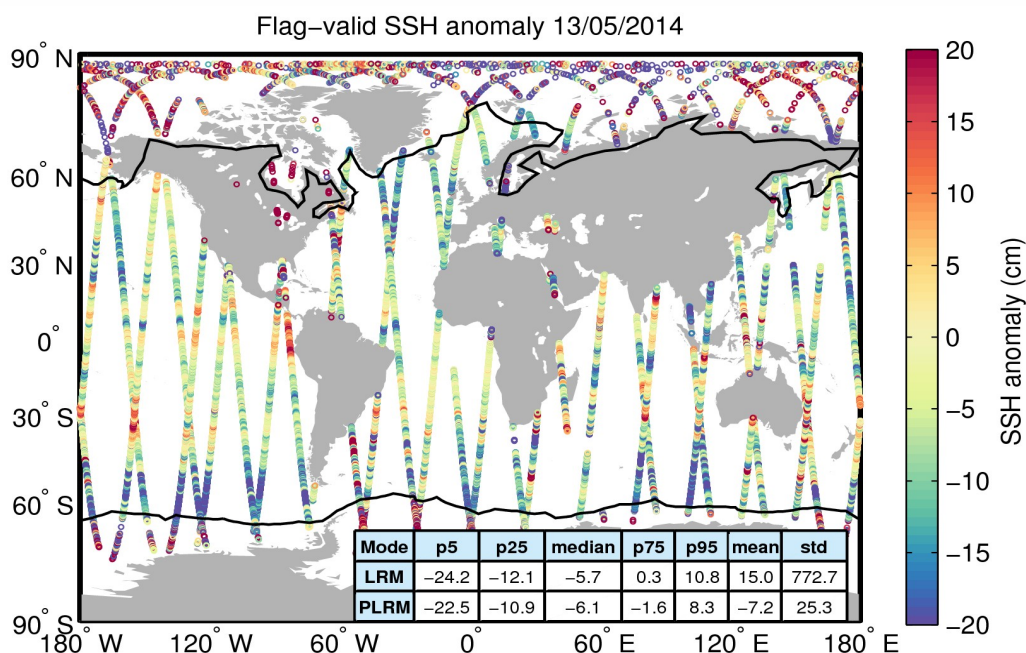 Flag−valid SSH anomaly 13/05/2014
90° N
60° N
30° N
0°
30° S
60° S
90° S
180° W
120° W
60° W
0°
60° E
120° E
180° E
20
15
10
5
0
−5
−10
−15
−20
SSH anomaly (cm)
Mode p5 p25 median p75 p95 mean std
LRM −24.2 −12.1 −5.7 0.3 10.8 15.0 772.7
PLRM −22.5 −10.9 −6.1 −1.6 8.3 −7.2 25.3